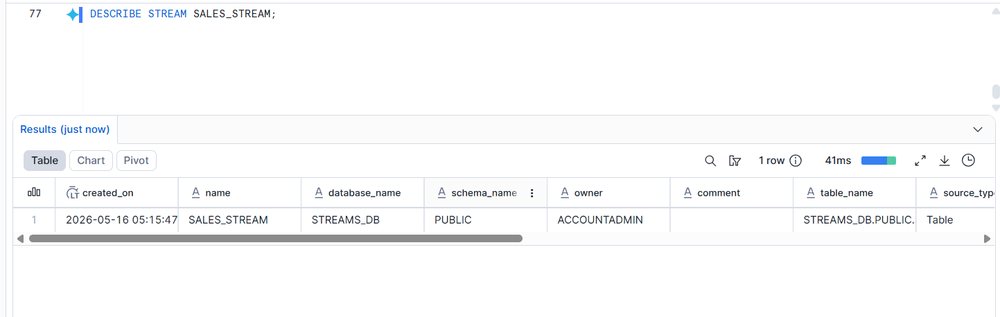 77 DESCRIBE STREAM SALES_STREAM;
Results (just now)
Table Chart Pivot 1 row 41ms
created_on name database_name schema_name owner comment table_name source_typ
1 2026-05-16 05:15:47 SALES_STREAM STREAMS_DB PUBLIC ACCOUNTADMIN STREAMS_DB.PUBLIC. Table